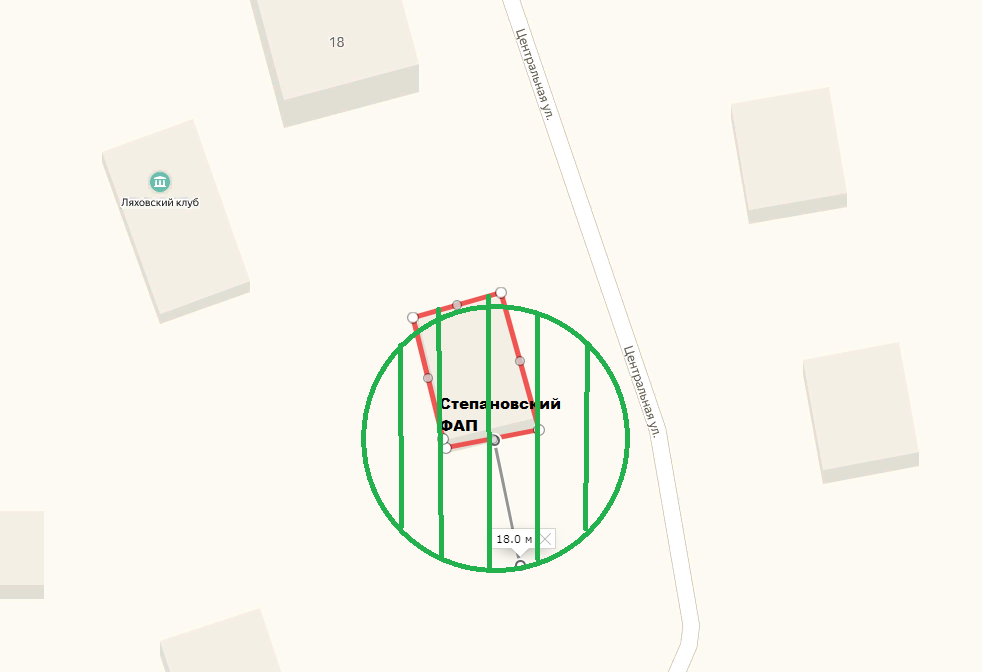 18
Центральная ул.
Ляховский клуб
Центральная ул.
Степановский
ФАП
18.0 м